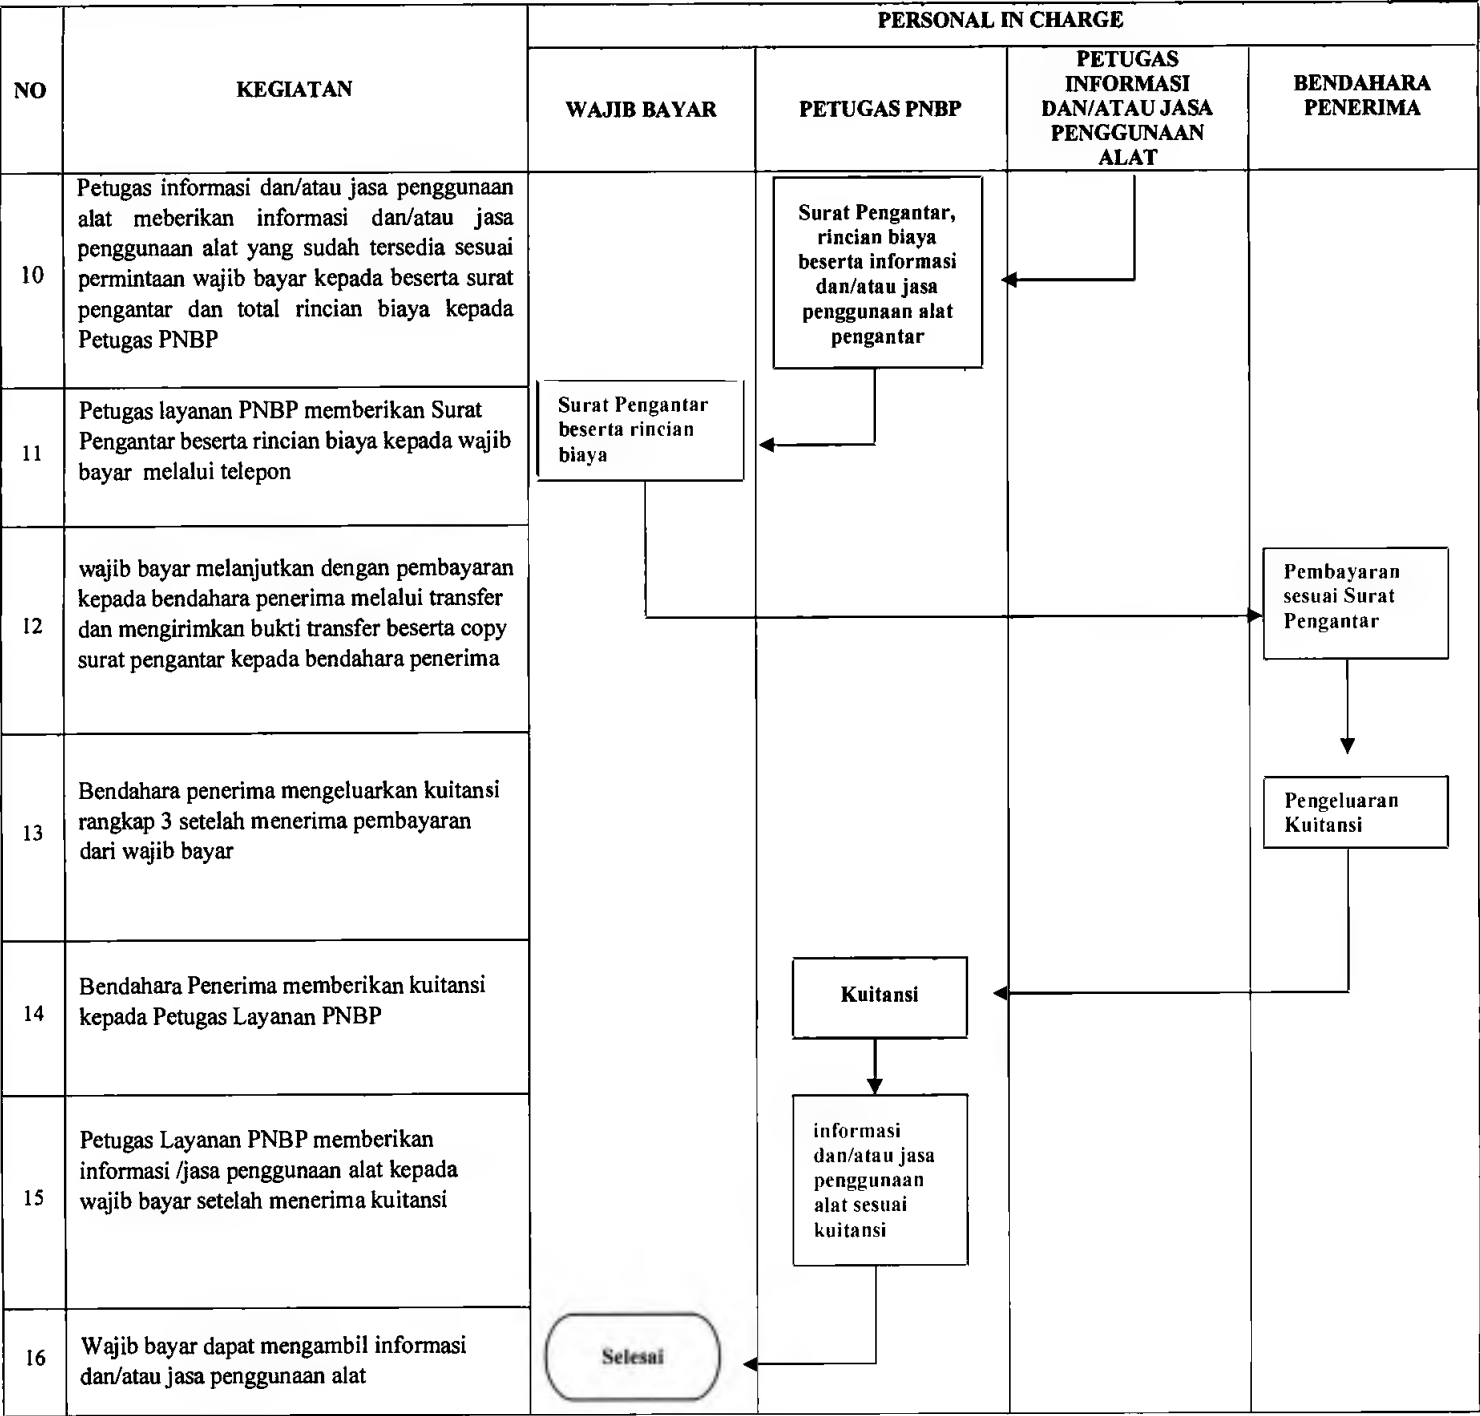 PERSONAL IN CHARGE
NO
KEGIATAN
WAJIB BAYAR
PETUGAS PNBP
PETUGAS
INFORMASI
DAN/ATAU JASA
PENGGUNAAN
ALAT
BENDAHARA
PENERIMA
10
Petugas informasi dan/atau jasa penggunaan
alat meberikan informasi dan/atau jasa
penggunaan alat yang sudah tersedia sesuai
permintaan wajib bayar kepada beserta surat
pengantar dan total rincian biaya kepada
Petugas PNBP
Surat Pengantar,
rincian biaya
beserta informasi
dan/atau jasa
penggunaan alat
pengantar
11
Petugas layanan PNBP memberikan Surat
Pengantar beserta rincian biaya kepada wajib
bayar melalui telepon
Surat Pengantar
beserta rincian
biaya
12
wajib bayar melanjutkan dengan pembayaran
kepada bendahara penerima melalui transfer
dan mengirimkan bukti transfer beserta copy
surat pengantar kepada bendahara penerima
Pembayaran
sesuai Surat
Pengantar
13
Bendahara penerima mengeluarkan kuitansi
rangkap 3 setelah menerima pembayaran
dari wajib bayar
Pengeluaran
Kuitansi
14
Bendahara Penerima memberikan kuitansi
kepada Petugas Layanan PNBP
Kuitansi
15
Petugas Layanan PNBP memberikan
informasi /jasa penggunaan alat kepada
wajib bayar setelah menerima kuitansi
informasi
dan/atau jasa
penggunaan
alat sesuai
kuitansi
16
Wajib bayar dapat mengambil informasi
dan/atau jasa penggunaan alat
Selesai